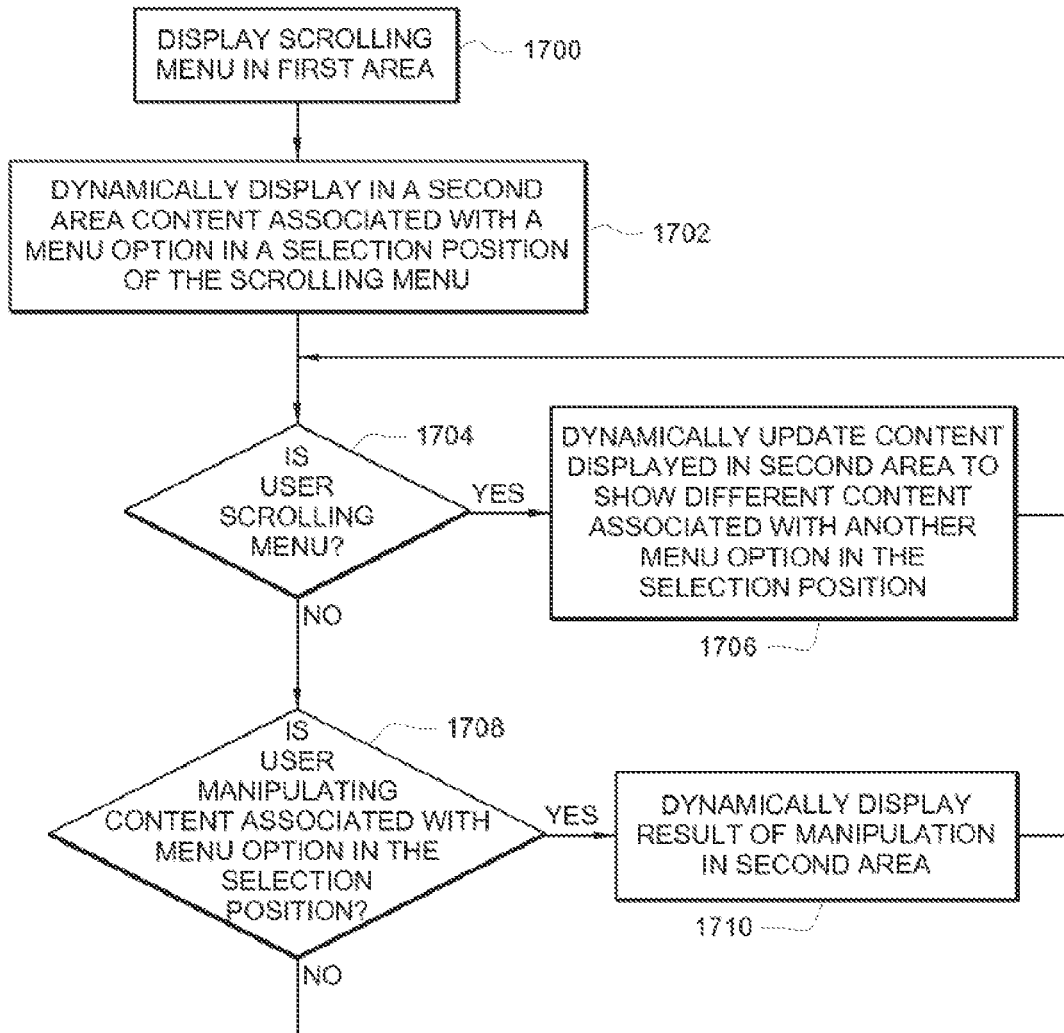 DISPLAY SCROLLING
MENU IN FIRST AREA
1700
DYNAMICALLY DISPLAY IN A SECOND
AREA CONTENT ASSOCIATED WITH A
MENU OPTION IN A SELECTION POSITION
OF THE SCROLLING MENU
1702
1704
IS
USER
SCROLLING
MENU?
YES
NO
DYNAMICALLY UPDATE CONTENT
DISPLAYED IN SECOND AREA TO
SHOW DIFFERENT CONTENT
ASSOCIATED WITH ANOTHER
MENU OPTION IN THE
SELECTION POSITION
1706
1708
IS
USER
MANIPULATING
CONTENT ASSOCIATED WITH
MENU OPTION IN THE
SELECTION
POSITION?
YES
NO
DYNAMICALLY DISPLAY
RESULT OF MANIPULATION
IN SECOND AREA
1710